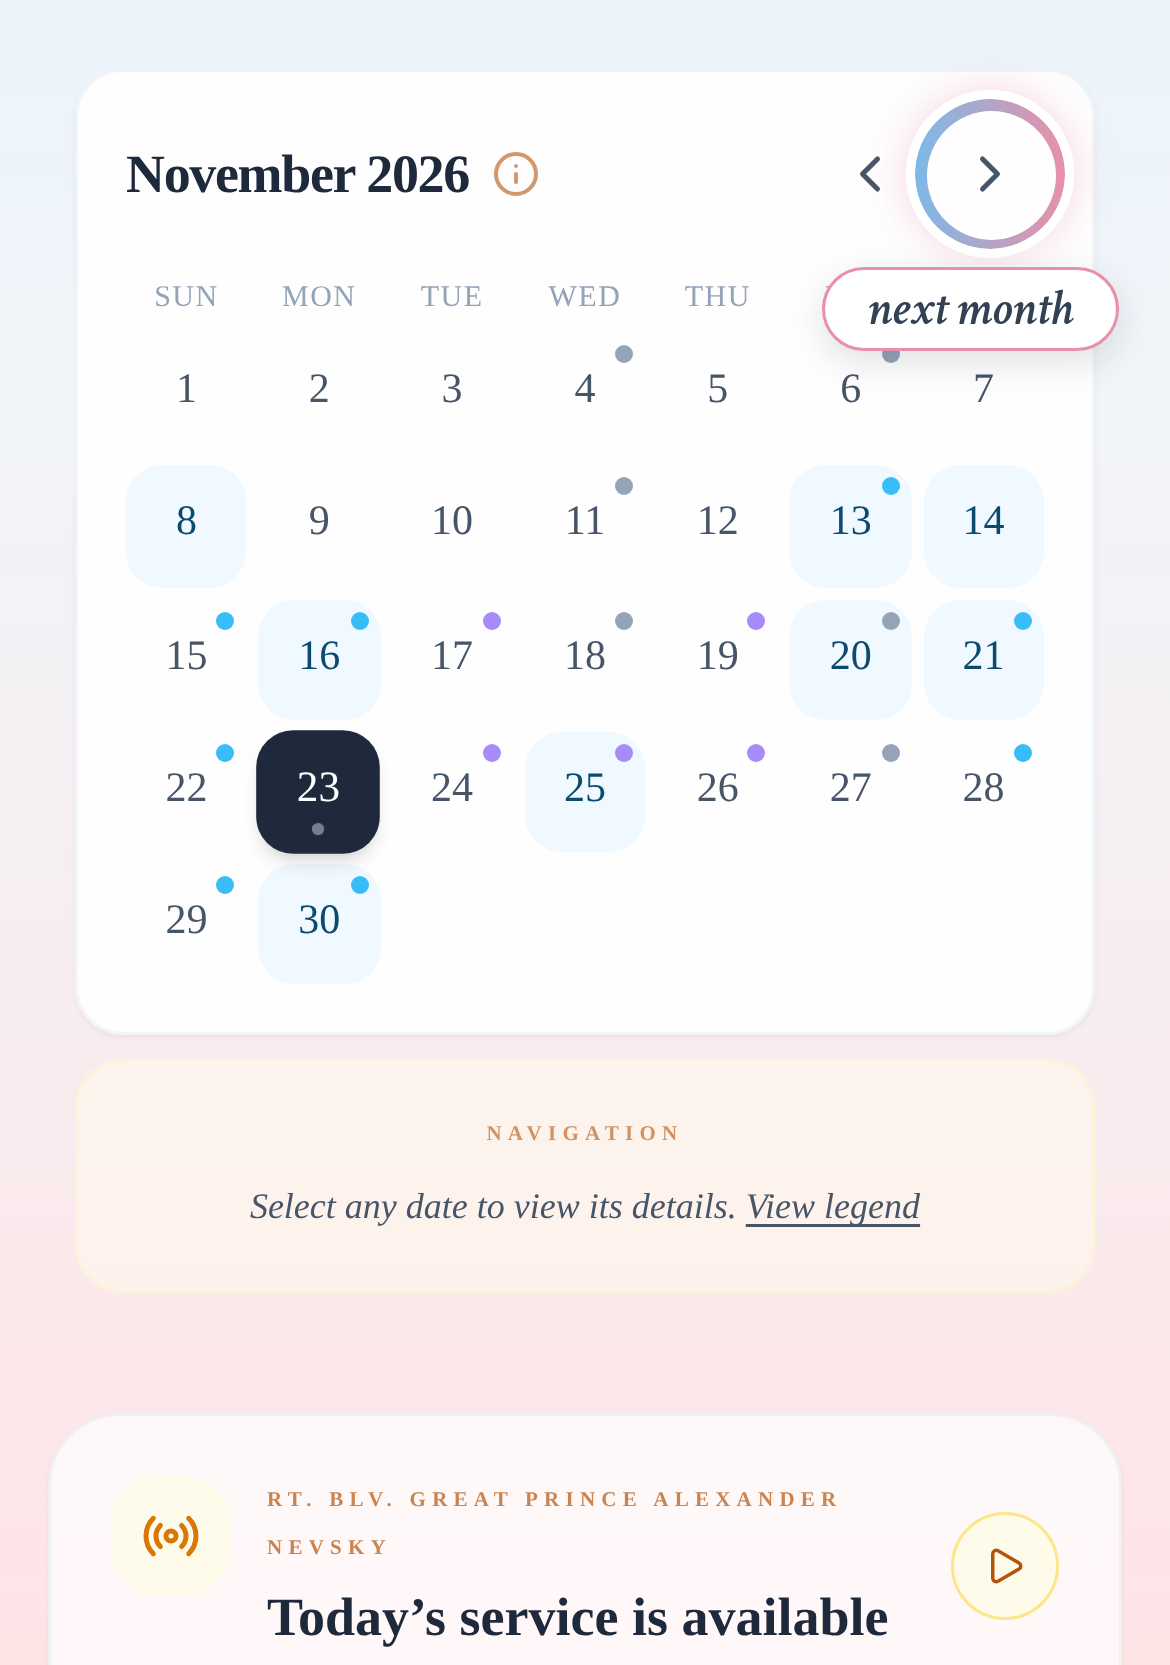 November 2026
next month
SUN MON TUE WED THU
1 2 3 4 5 6 7
8 9 10 11 12 13 14
15 16 17 18 19 20 21
22 23 24 25 26 27 28
29 30
NAVIGATION
Select any date to view its details. View legend
RT. BLV. GREAT PRINCE ALEXANDER
NEVSKY
Today’s service is available